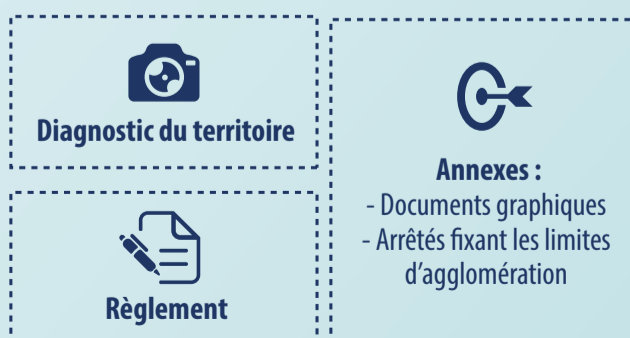 Diagnostic du territoire
Règlement
Annexes :
- Documents graphiques
- Arrêtés fixant les limites
d’agglomération